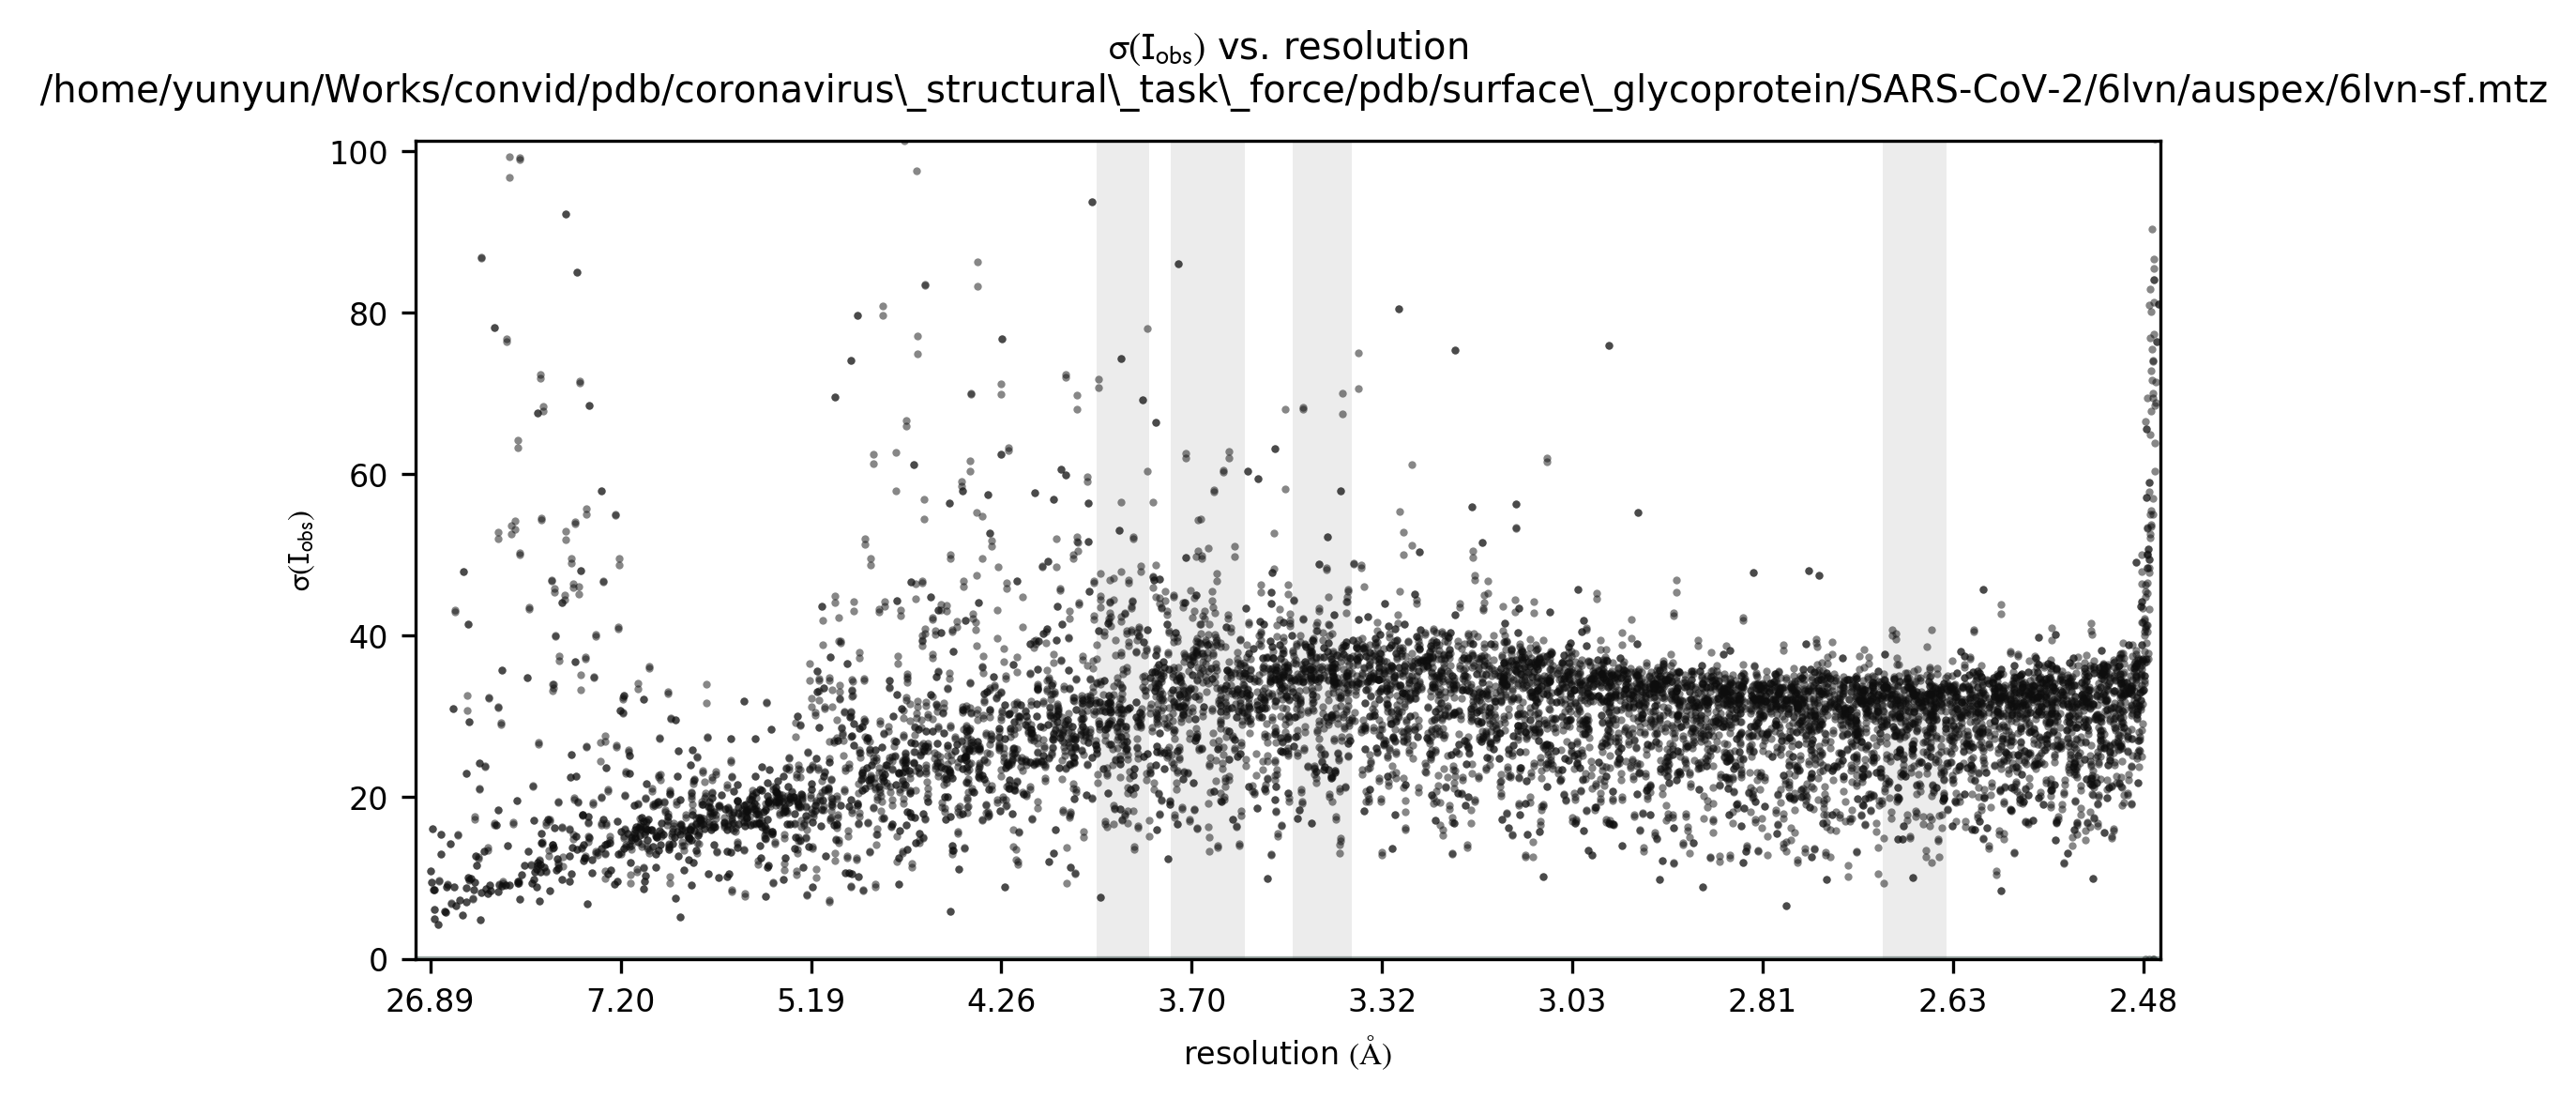 σ(I_obs) vs. resolution
/home/yunyun/Works/convid/pdb/coronavirus\_structural\_task\_force/pdb/surface\_glycoprotein/SARS-CoV-2/6lvn/auspex/6lvn-sf.mtz
100
80
60
40
20
0
σ(I_obs)
26.89 7.20 5.19 4.26 3.70 3.32 3.03 2.81 2.63 2.48
resolution (Å)